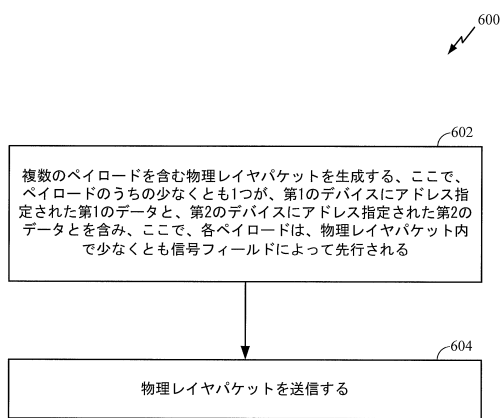 600
602
複数のペイロードを含む物理レイヤパケットを生成する、ここで、
ペイロードのうちの少なくとも1つが、第1のデバイスにアドレス指
定された第1のデータと、第2のデバイスにアドレス指定された第2の
データとを含み、ここで、各ペイロードは、物理レイヤパケット内
で少なくとも信号フィールドによって先行される
604
物理レイヤパケットを送信する